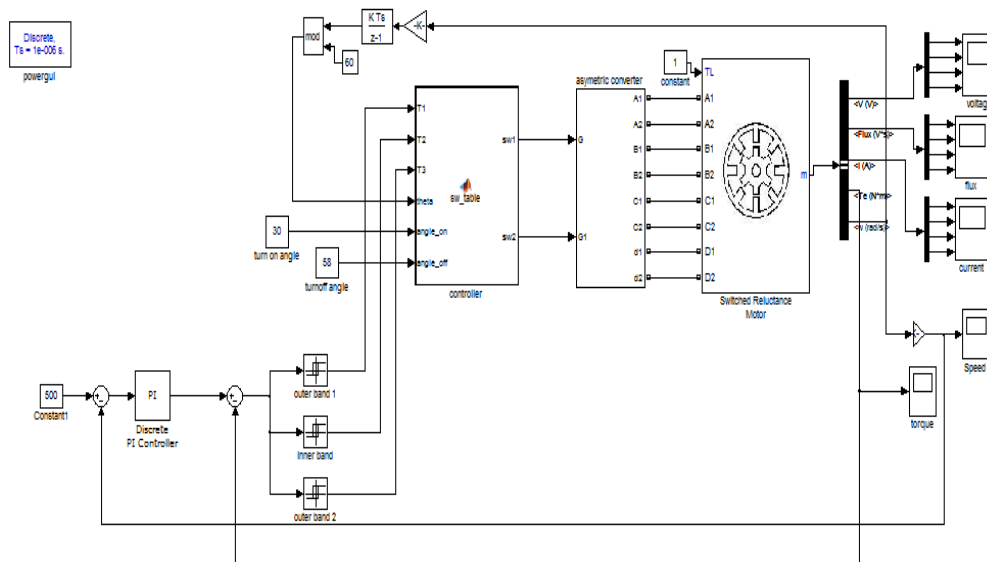 Discrete,
Ts = 1e-006 s.
powergui
mod
K Ts
z-1
-K-
60
T1
T2
T3
theta
angle_on
angle_off
sw_table
sw1
sw2
controller
30
turn on angle
58
turnoff angle
asymetric converter
G
G1
A1
A2
B1
B2
C1
C2
d1
d2
1
constant
TL
A1
A2
B1
B2
C1
C2
D1
D2
m
Switched Reluctance
Motor
<V (V)>
<Flux (V*s)>
<I (A)>
<Te (N*m)>
<w (rad/s)>
voltag
flux
current
Speed
torque
500
Constant1
PI
Discrete
PI Controller
outer band 1
Inner band
outer band 2